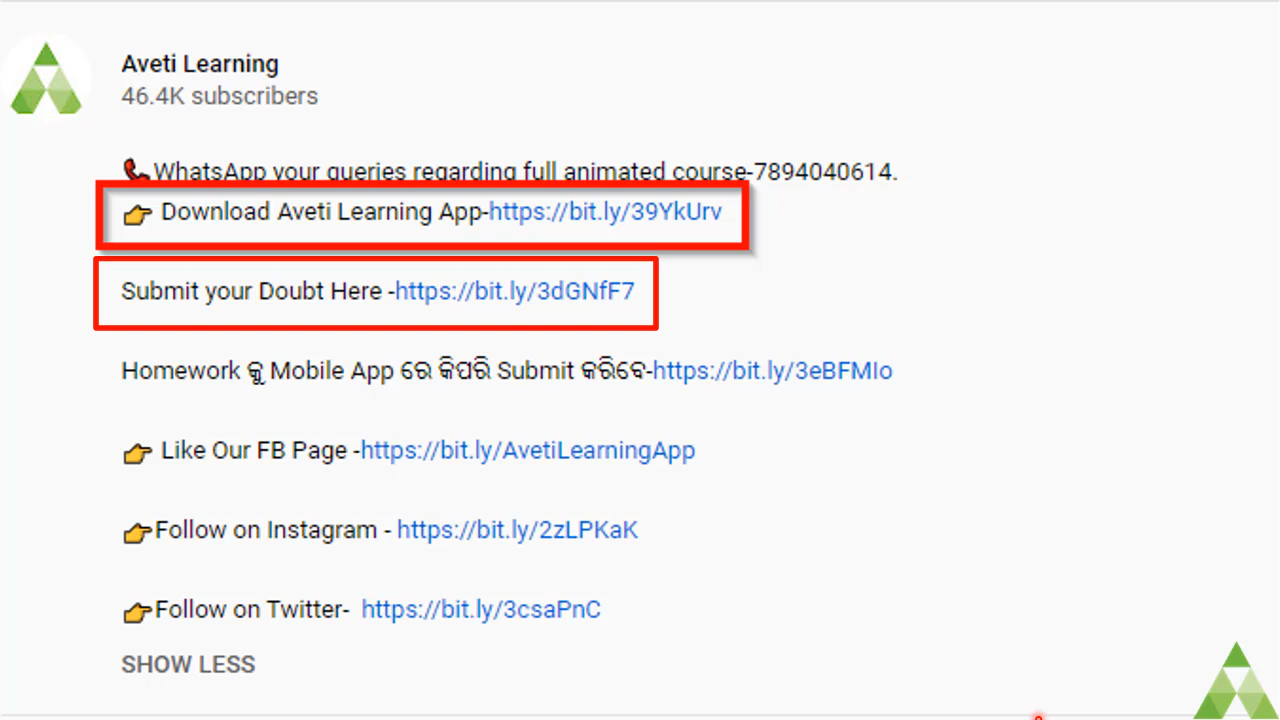 Aveti Learning
46.4K subscribers
📞WhatsApp your queries regarding full animated course-7894040614.
👉 Download Aveti Learning App-https://bit.ly/39YkUrv
Submit your Doubt Here -https://bit.ly/3dGNfF7
Homework କୁ Mobile App ରେ କିପରି Submit କରିବେ-https://bit.ly/3eBFMIo
👉 Like Our FB Page -https://bit.ly/AvetiLearningApp
👉Follow on Instagram - https://bit.ly/2zLPKaK
👉Follow on Twitter- https://bit.ly/3csaPnC
SHOW LESS